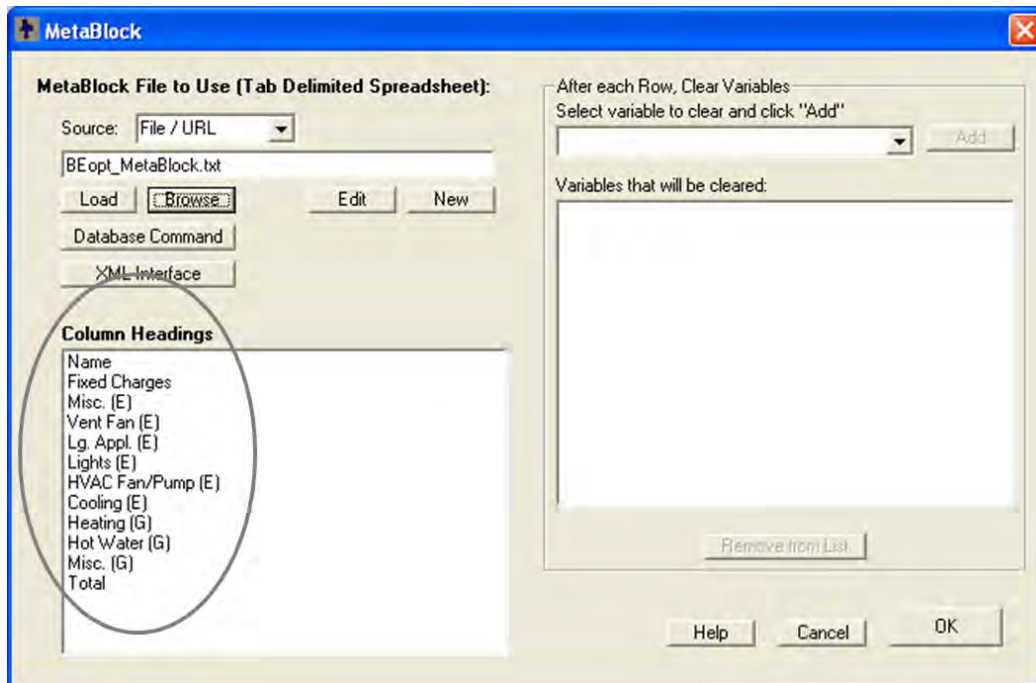 MetaBlock
MetaBlock File to Use (Tab Delimited Spreadsheet):
Source: File / URL
BEopt_MetaBlock.txt
Load Browse Edit New
Database Command
XML Interface
Column Headings
Name
Fixed Charges
Misc. (E)
Vent Fan (E)
Lg. Appl. (E)
Lights (E)
HVAC Fan/Pump (E)
Cooling (E)
Heating (G)
Hot Water (G)
Misc. (G)
Total
After each Row, Clear Variables
Select variable to clear and click "Add"
Add
Variables that will be cleared:
Remove from List
Help Cancel OK